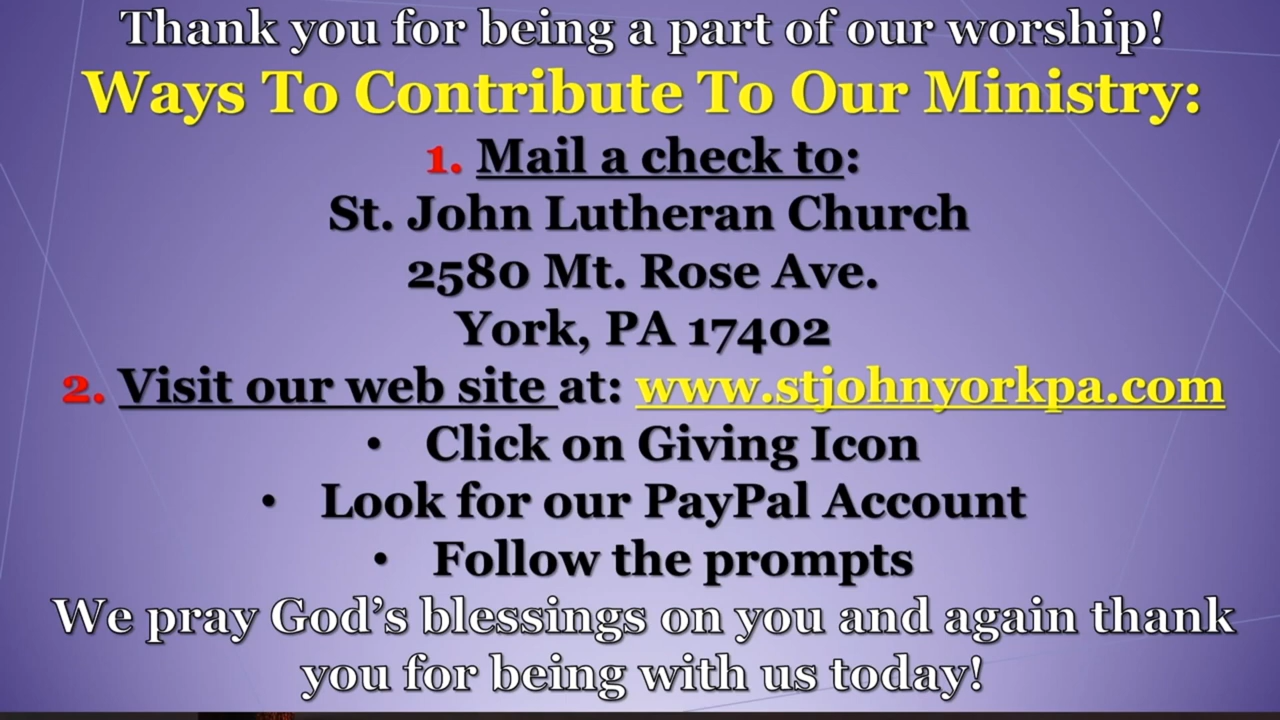 Thank you for being a part of our worship!
Ways To Contribute To Our Ministry:
1. Mail a check to:
St. John Lutheran Church
2580 Mt. Rose Ave.
York, PA 17402
2. Visit our web site at: www.stjohnyorkpa.com
• Click on Giving Icon
• Look for our PayPal Account
• Follow the prompts
We pray God's blessings on you and again thank
you for being with us today!